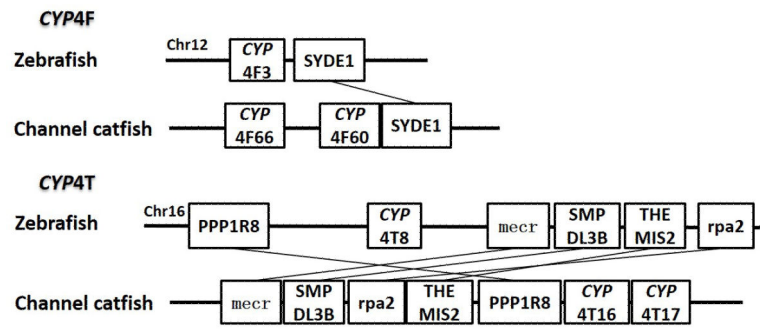 CYP4F
Zebrafish Chr12 CYP 4F3 SYDE1
Channel catfish CYP 4F66 CYP 4F60 SYDE1
CYP4T
Zebrafish Chr16 PPP1R8 CYP 4T8 mecr SMP DL3B THE MIS2 rpa2
Channel catfish mecr SMP DL3B rpa2 THE MIS2 PPP1R8 CYP 4T16 CYP 4T17